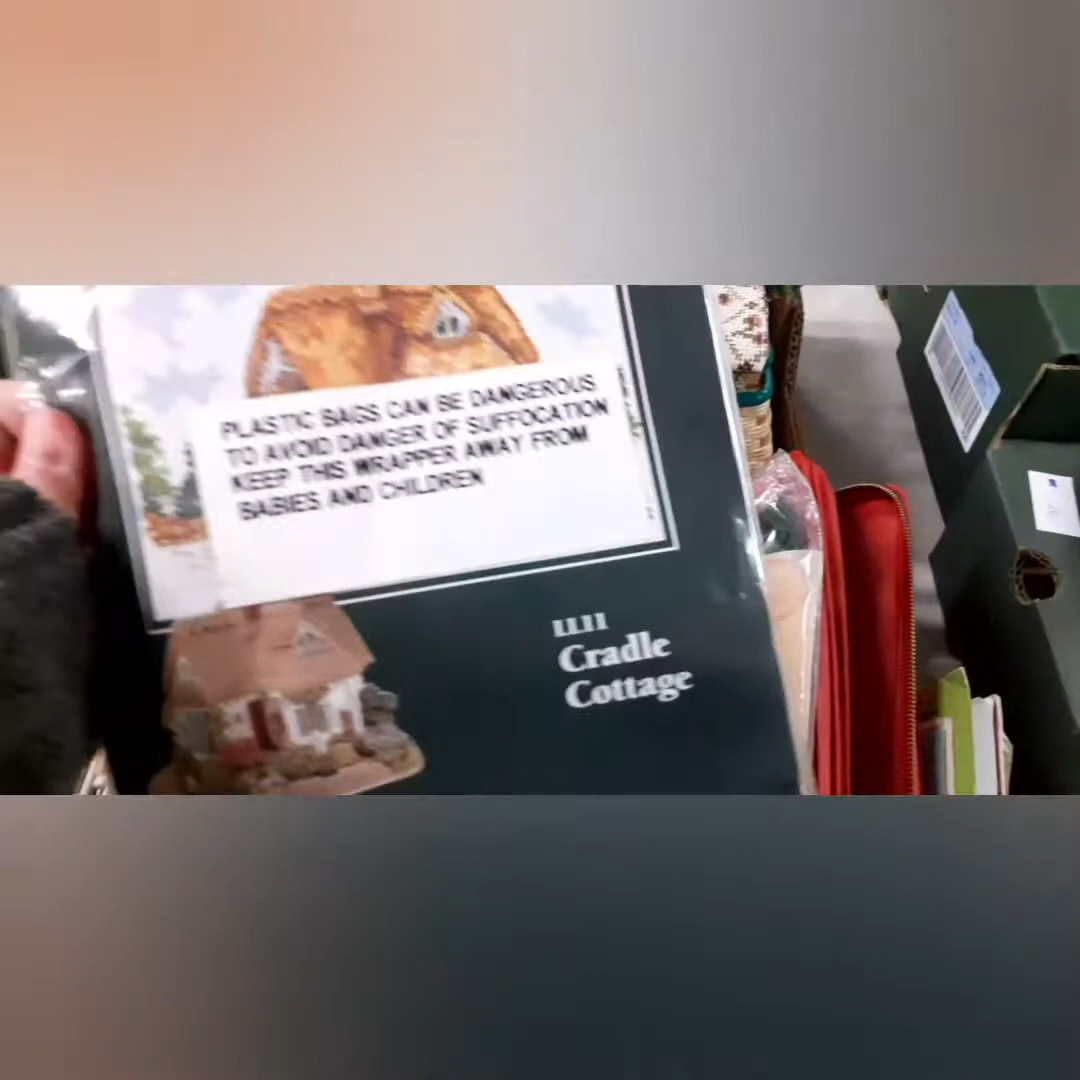 PLASTIC BAGS CAN BE DANGEROUS
TO AVOID DANGER OF SUFFOCATION
KEEP THIS WRAPPER AWAY FROM
BABIES AND CHILDREN
LL11
Cradle
Cottage